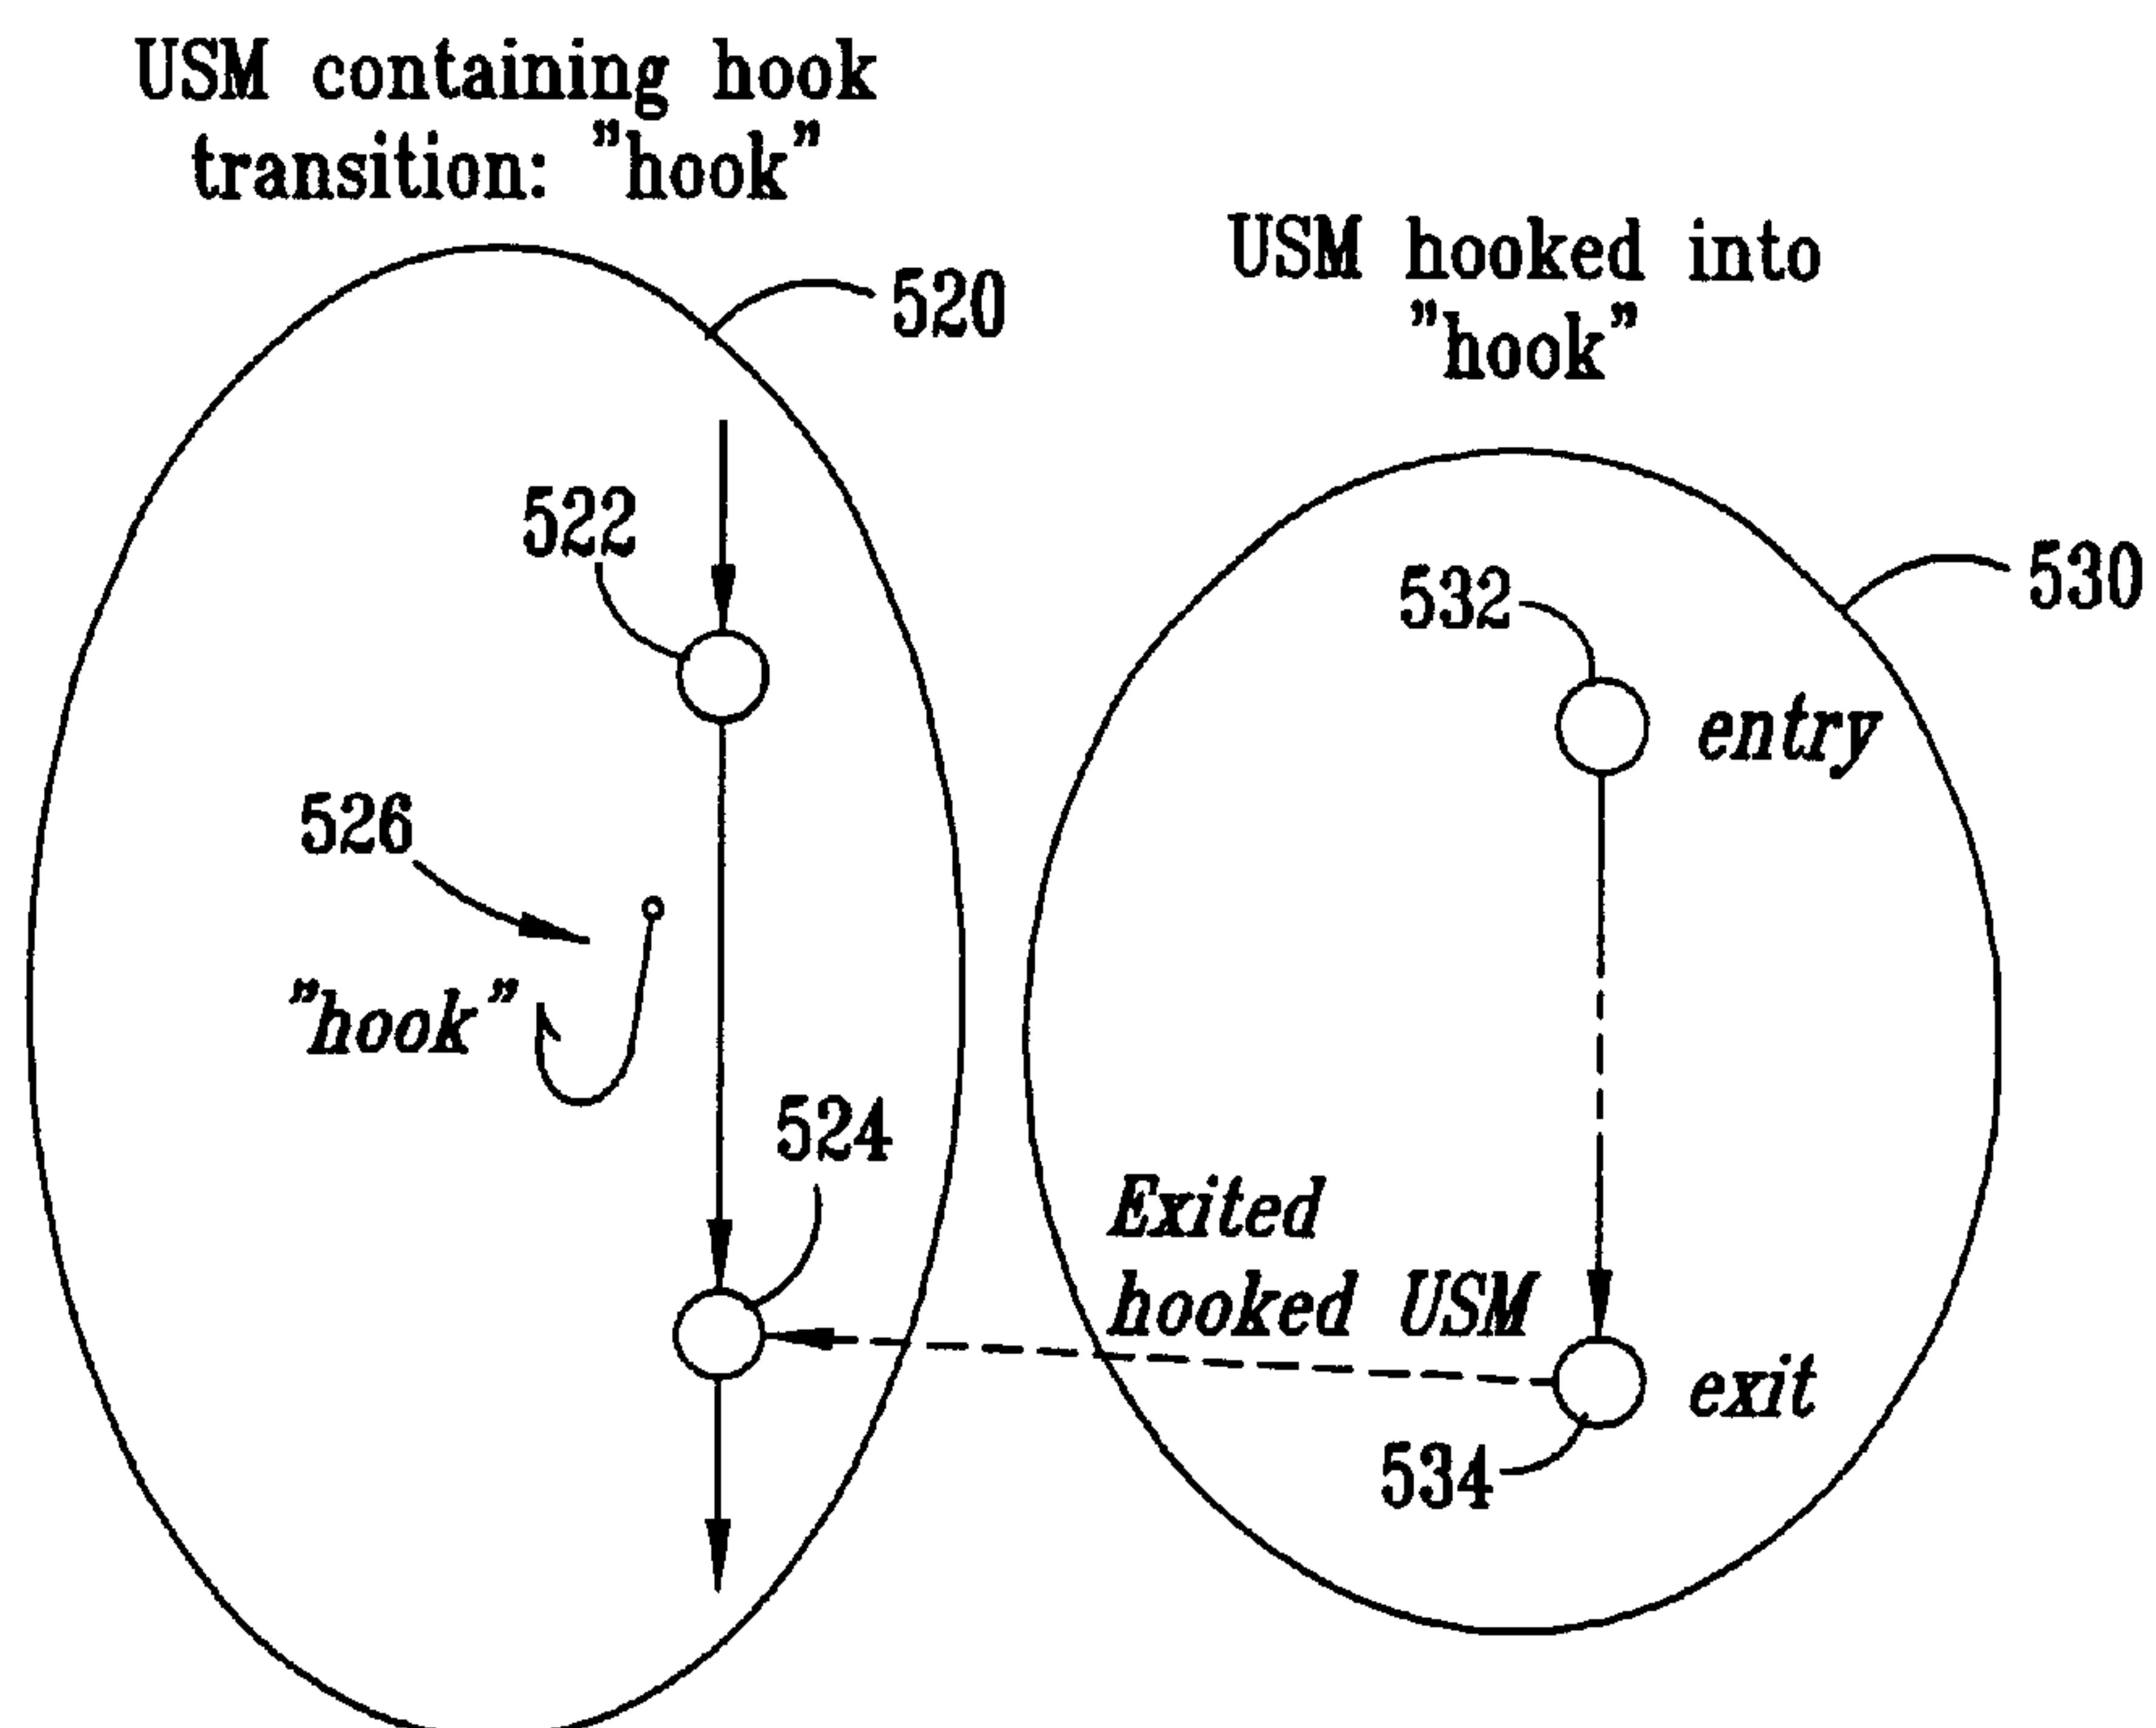 USM containing hook
transition: "hook"
520
USM hooked into
"hook"
522
530
532
entry
526
"hook"
524
Exited
hooked USM
exit
534